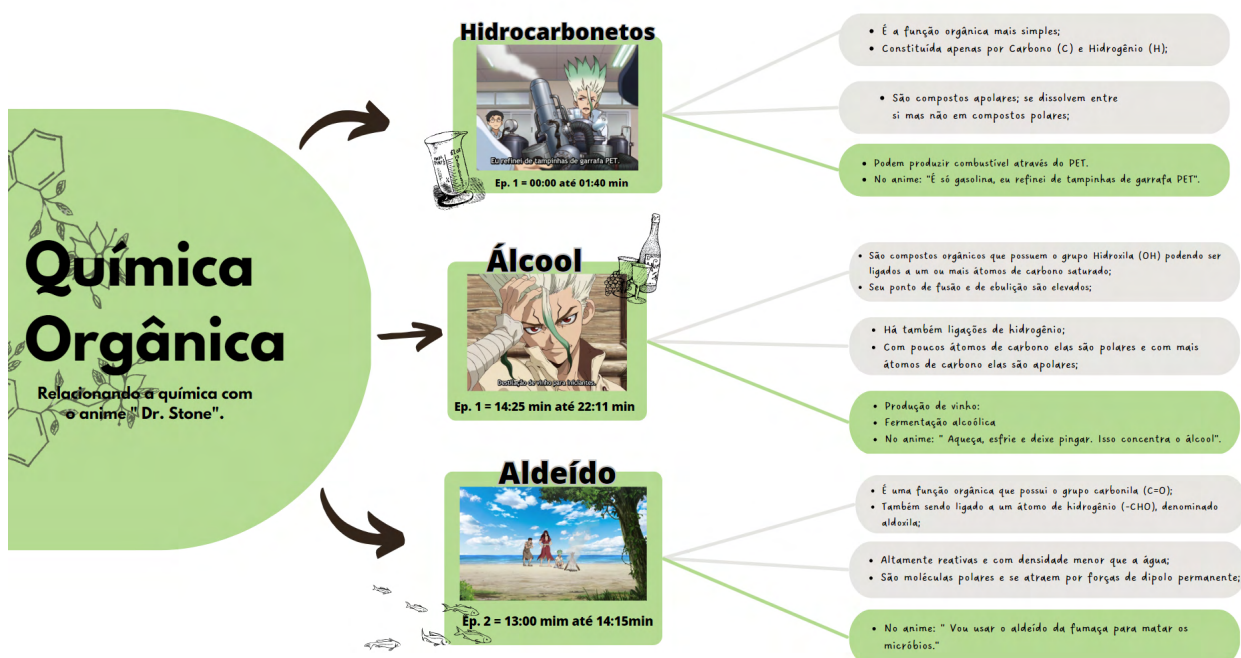 Química
Orgânica
Relacionando a química com
o anime " Dr. Stone".
Hidrocarbonetos
Eu refinei de tampinhas de garrafa PET.
Ep. 1 = 00:00 até 01:40 min
• É a função orgânica mais simples;
• Constituída apenas por Carbono (C) e Hidrogênio (H);
• São compostos apolares; se dissolvem entre
si mas não em compostos polares;
• Podem produzir combustível através do PET.
• No anime: "É só gasolina, eu refinei de tampinhas de garrafa PET".
Álcool
Destilação de vinho para iniciantes.
Ep. 1 = 14:25 min até 22:11 min
• São compostos orgânicos que possuem o grupo Hidroxila (OH) podendo ser
ligados a um ou mais átomos de carbono saturado;
• Seu ponto de fusão e de ebulição são elevados;
• Há também ligações de hidrogênio;
• Com poucos átomos de carbono elas são polares e com mais
átomos de carbono elas são apolares;
• Produção de vinho:
• Fermentação alcoólica
• No anime: " Aqueça, esfrie e deixe pingar. Isso concentra o álcool".
Aldeído
Ep. 2 = 13:00 mim até 14:15min
• É uma função orgânica que possui o grupo carbonila (C=O);
• Também sendo ligado a um átomo de hidrogênio (-CHO), denominado
aldoxila;
• Altamente reativas e com densidade menor que a água;
• São moléculas polares e se atraem por forças de dipolo permanente;
• No anime: " Vou usar o aldeído da fumaça para matar os
micróbios."